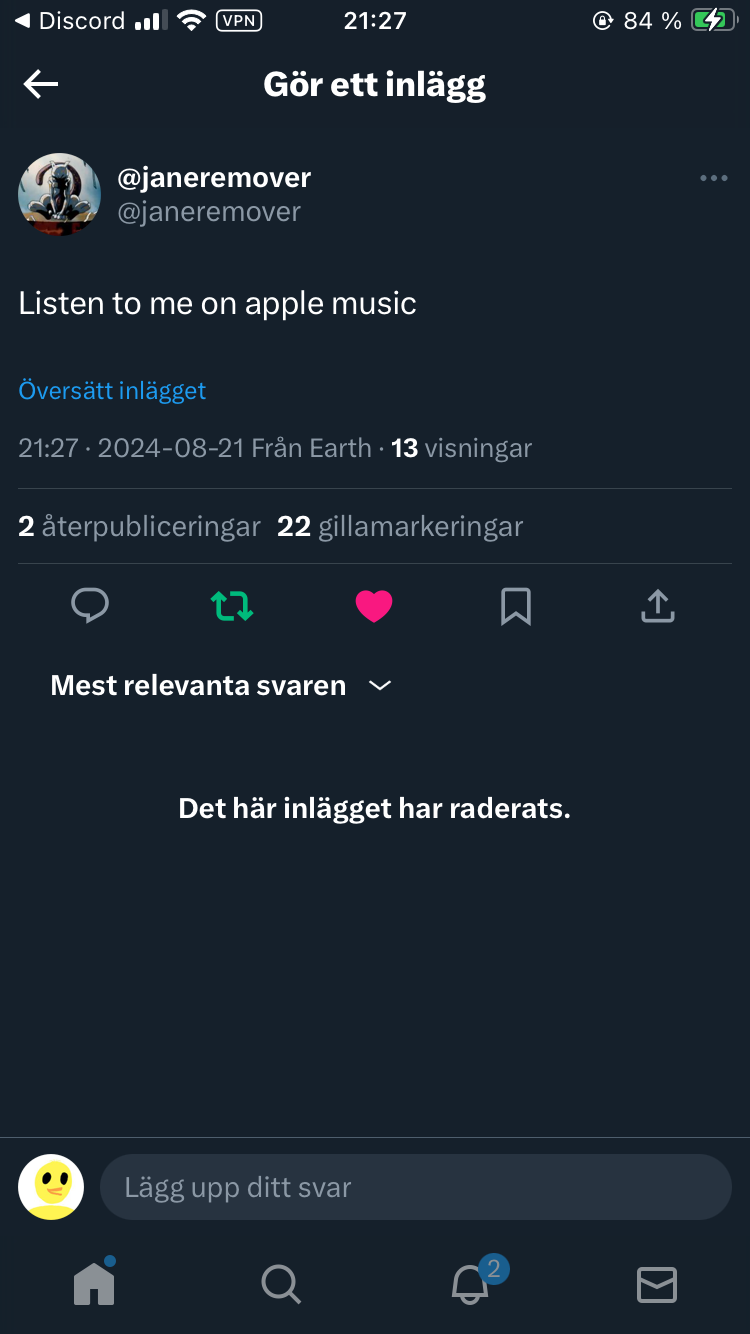 Discord VPN 21:27 84 %
Gör ett inlägg
@janeremover
@janeremover
Listen to me on apple music
Översätt inlägget
21:27 · 2024-08-21 Från Earth · 13 visningar
2 återpubliceringar 22 gillamarkeringar
Mest relevanta svaren
Det här inlägget har raderats.
Lägg upp ditt svar
2